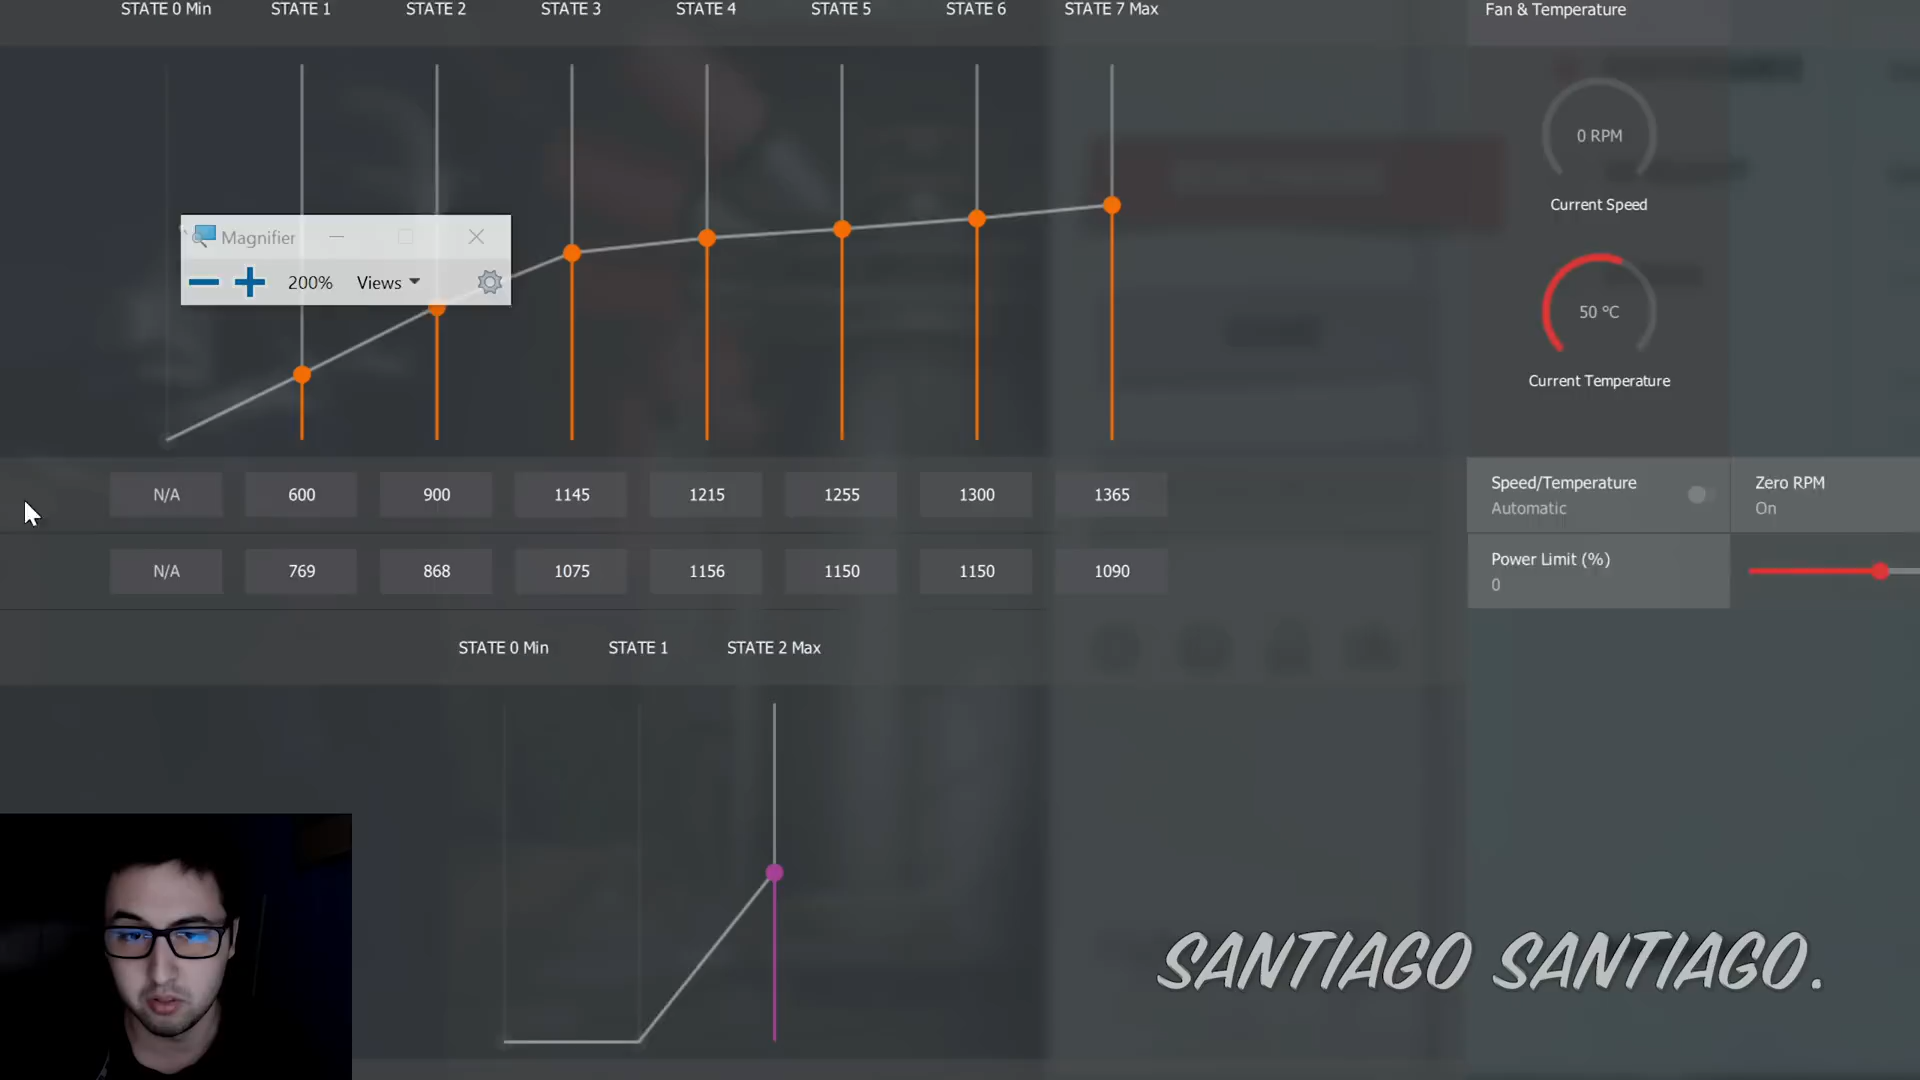 STATE 0 Min STATE 1 STATE 2 STATE 3 STATE 4 STATE 5 STATE 6 STATE 7 Max
Fan & Temperature
0 RPM
Current Speed
Magnifier
200% Views
50 °C
Current Temperature
N/A 600 900 1145 1215 1255 1300 1365
Speed/Temperature
Automatic
Zero RPM
On
N/A 769 868 1075 1156 1150 1150 1090
Power Limit (%)
0
STATE 0 Min STATE 1 STATE 2 Max
SANTIAGO SANTIAGO.